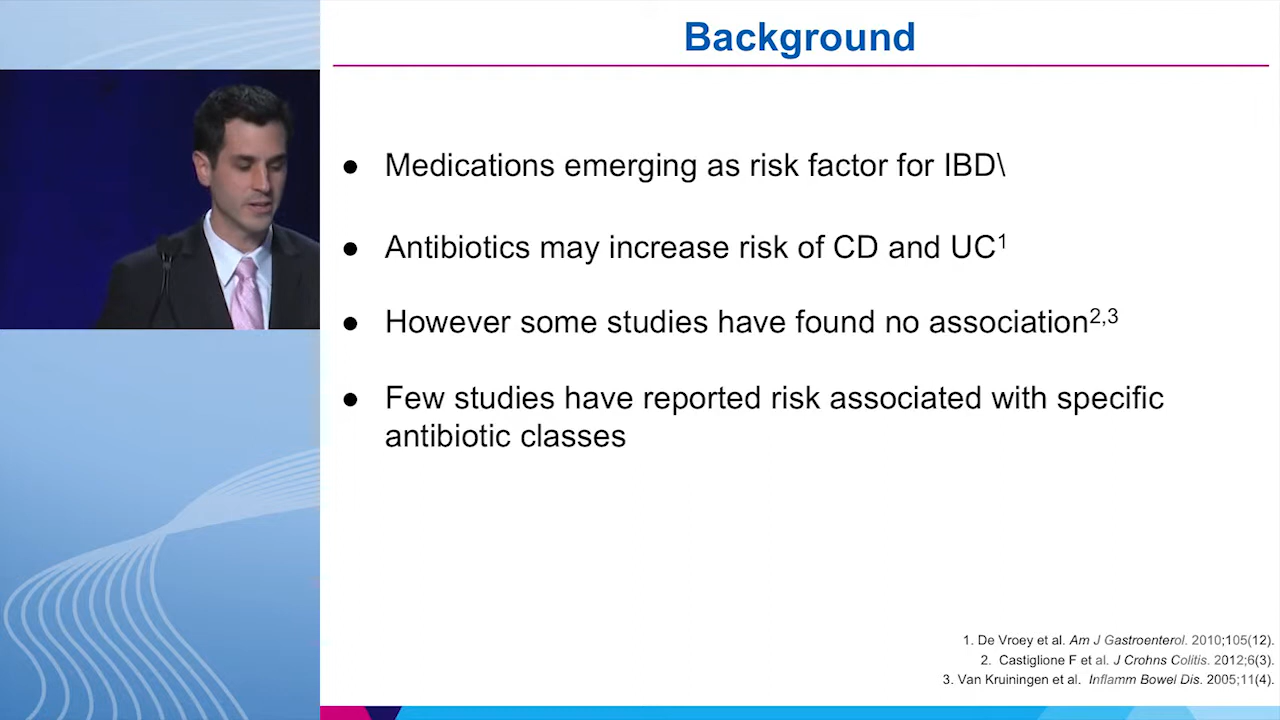 Background
● Medications emerging as risk factor for IBD\
● Antibiotics may increase risk of CD and UC¹
● However some studies have found no association²,³
● Few studies have reported risk associated with specific
antibiotic classes
1. De Vroey et al. Am J Gastroenterol. 2010;105(12).
2. Castiglione F et al. J Crohns Colitis. 2012;6(3).
3. Van Kruiningen et al. Inflamm Bowel Dis. 2005;11(4).